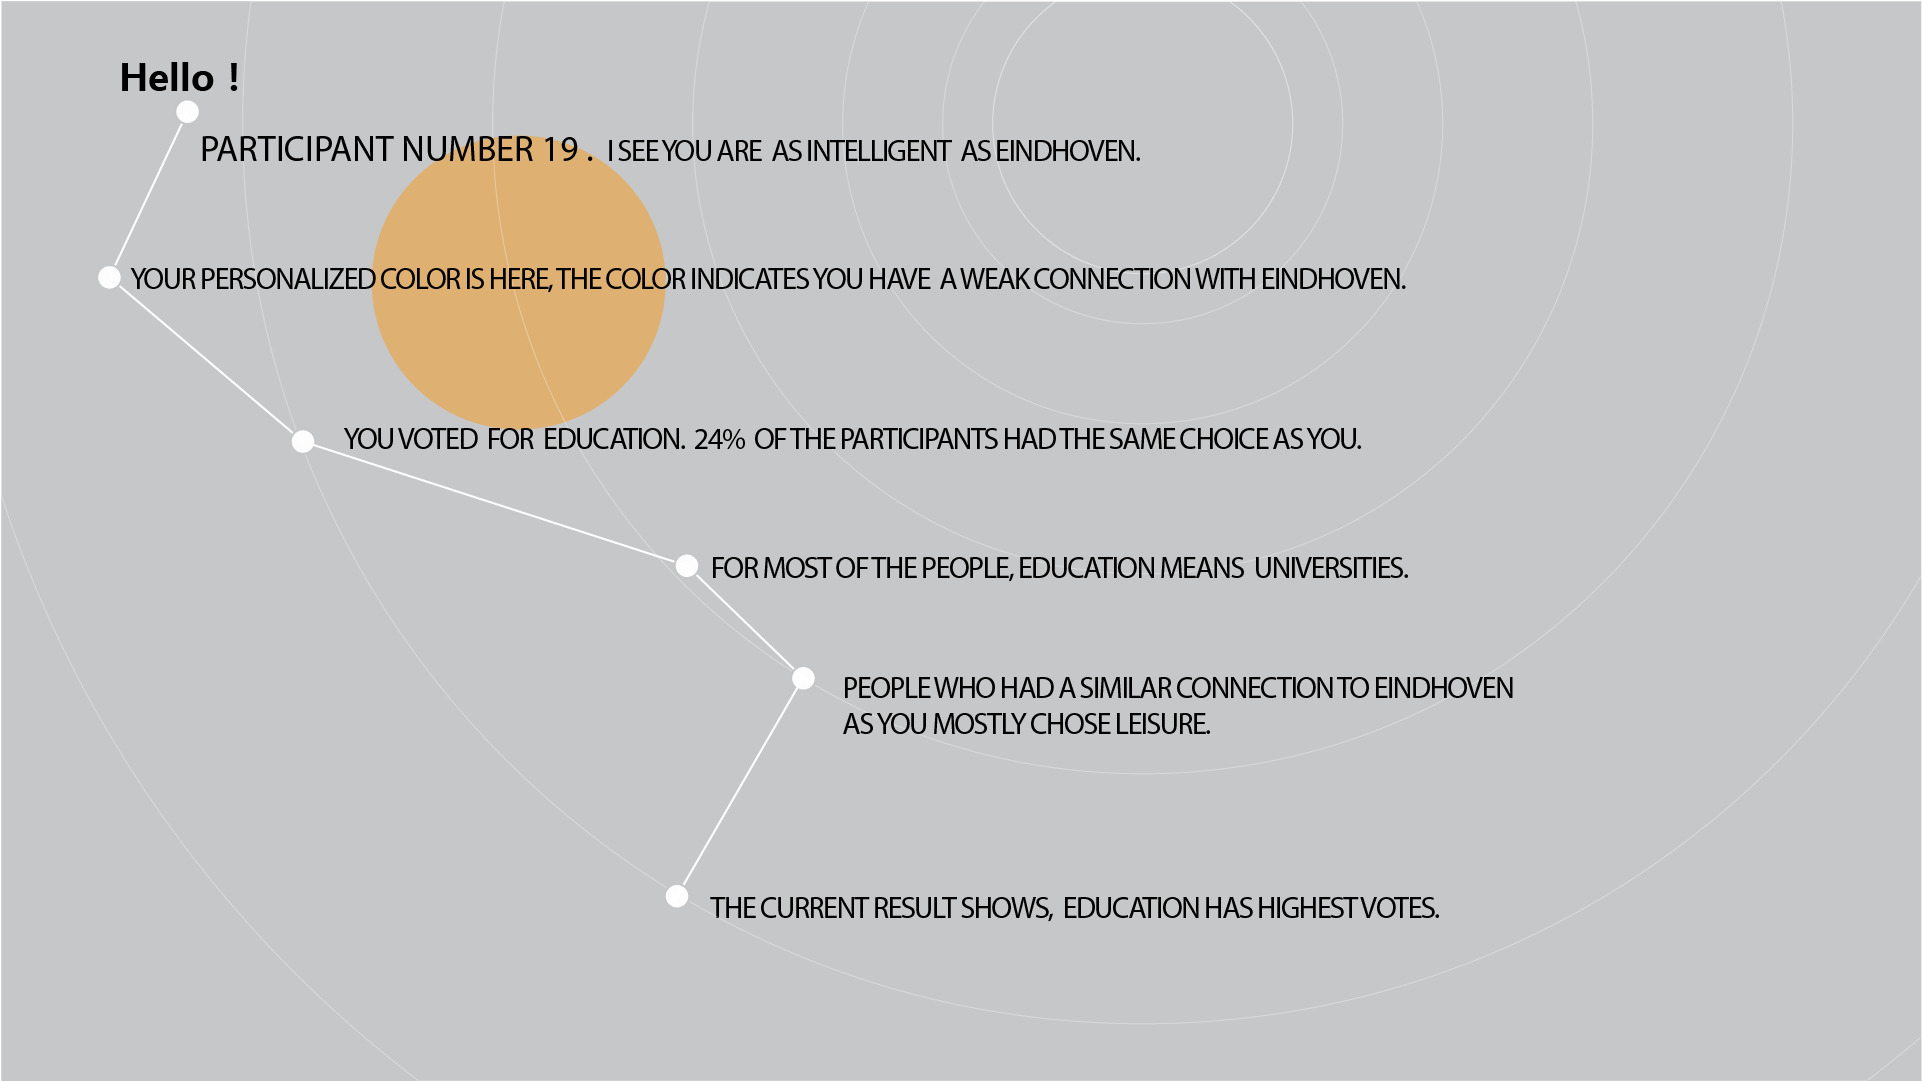 Hello !
PARTICIPANT NUMBER 19 . I SEE YOU ARE AS INTELLIGENT AS EINDHOVEN.
YOUR PERSONALIZED COLOR IS HERE, THE COLOR INDICATES YOU HAVE A WEAK CONNECTION WITH EINDHOVEN.
YOU VOTED FOR EDUCATION. 24% OF THE PARTICIPANTS HAD THE SAME CHOICE AS YOU.
FOR MOST OF THE PEOPLE, EDUCATION MEANS UNIVERSITIES.
PEOPLE WHO HAD A SIMILAR CONNECTION TO EINDHOVEN
AS YOU MOSTLY CHOSE LEISURE.
THE CURRENT RESULT SHOWS, EDUCATION HAS HIGHEST VOTES.